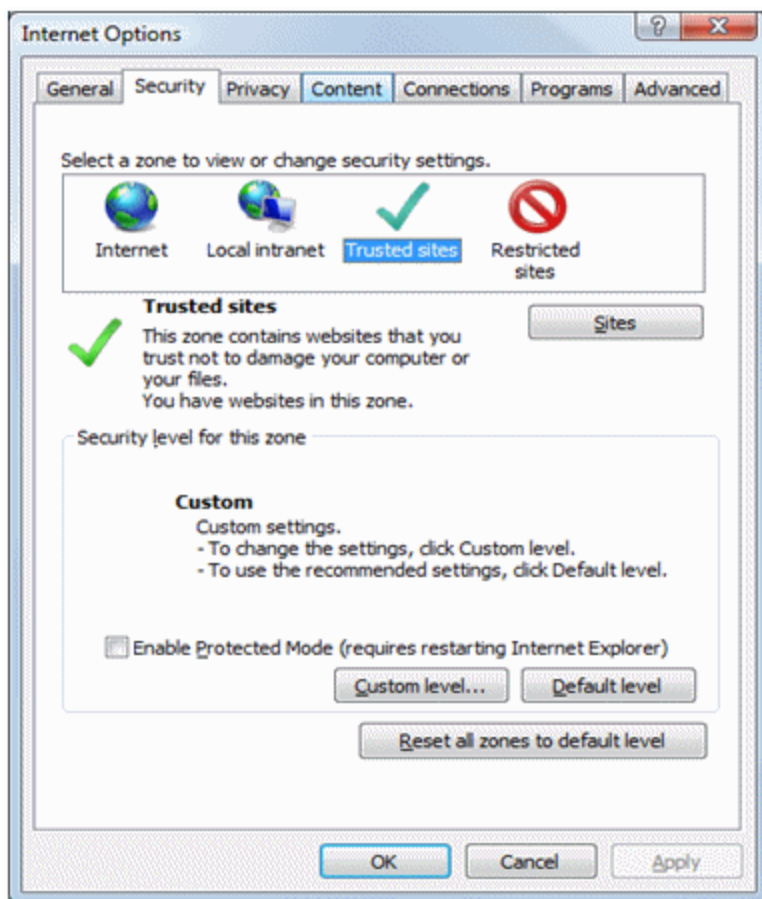 Internet Options
General Security Privacy Content Connections Programs Advanced
Select a zone to view or change security settings.
Internet Local intranet Trusted sites Restricted
sites
Trusted sites
Sites
This zone contains websites that you
trust not to damage your computer or
your files.
You have websites in this zone.
Security level for this zone
Custom
Custom settings.
- To change the settings, click Custom level.
- To use the recommended settings, click Default level.
Enable Protected Mode (requires restarting Internet Explorer)
Custom level... Default level
Reset all zones to default level
OK Cancel Apply